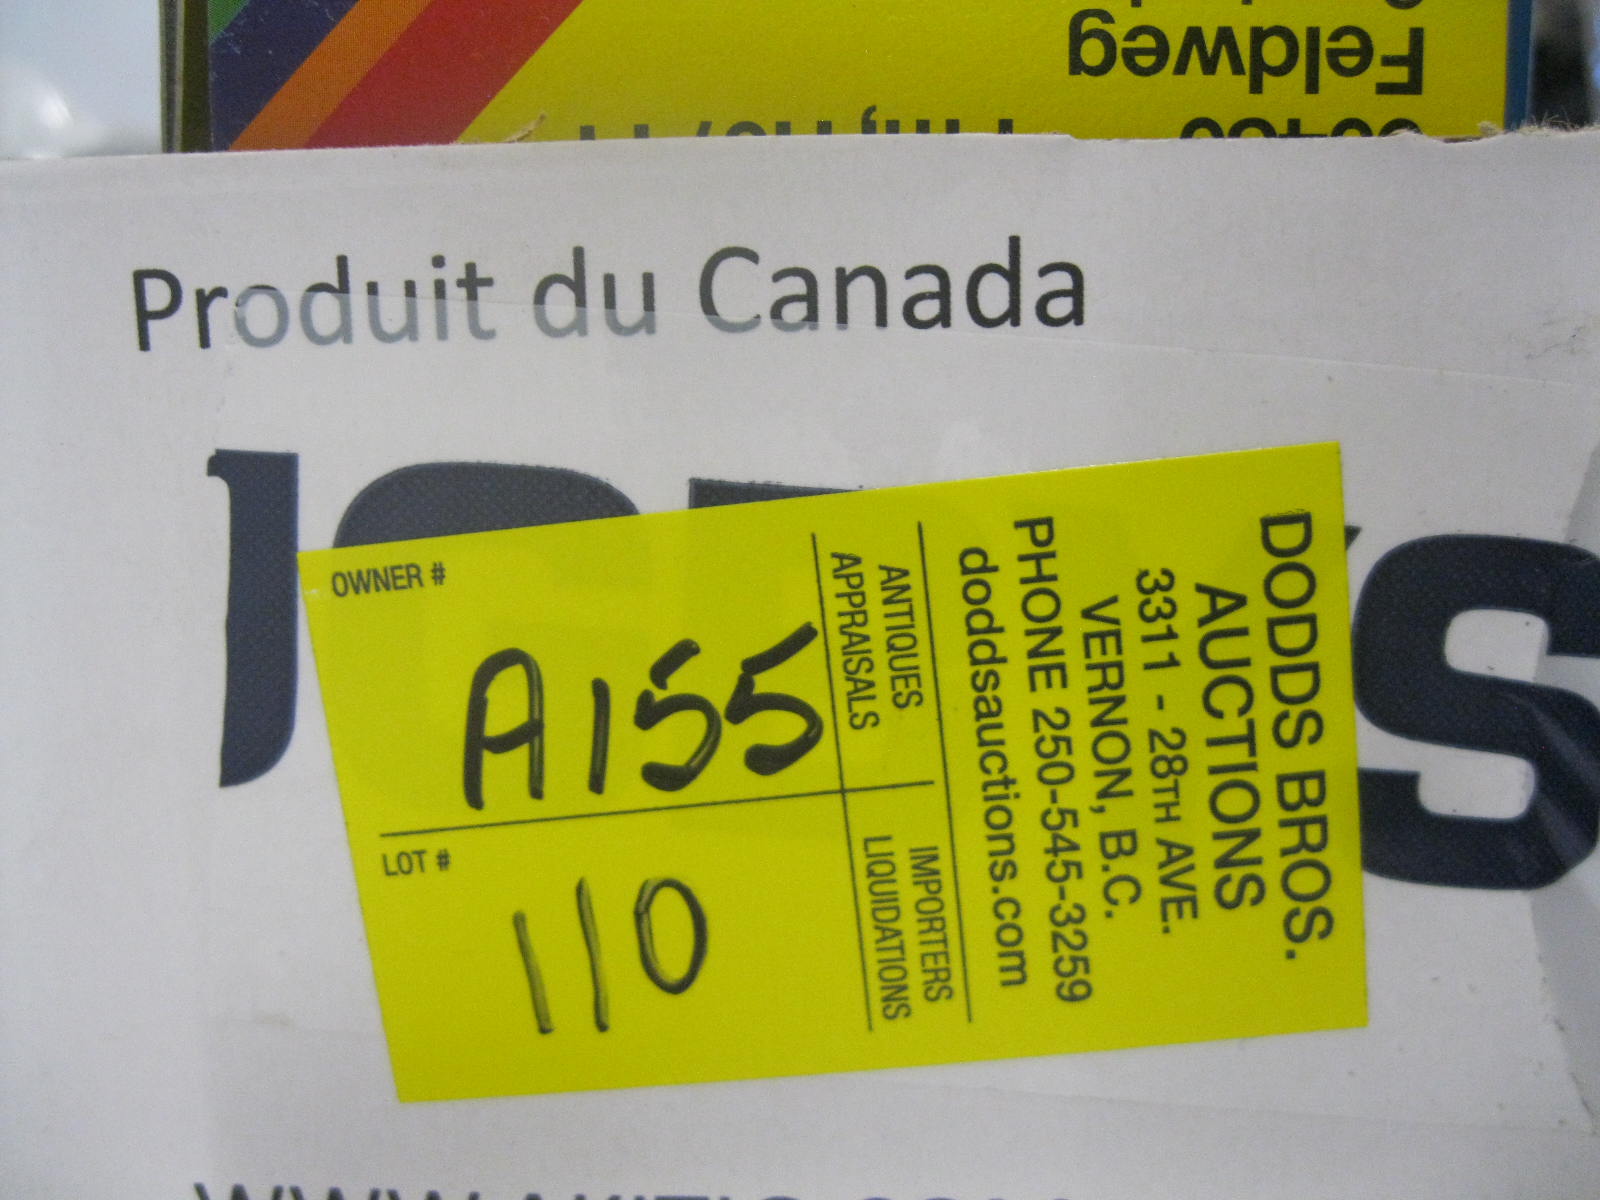 Feldweg
Produit du Canada
OWNER #
A155
LOT #
110
ANTIQUES
APPRAISALS
IMPORTERS
LIQUIDATIONS
DODDS BROS.
AUCTIONS
3311 - 28TH AVE.
VERNON, B.C.
PHONE 250-545-3259
doddsauctions.com